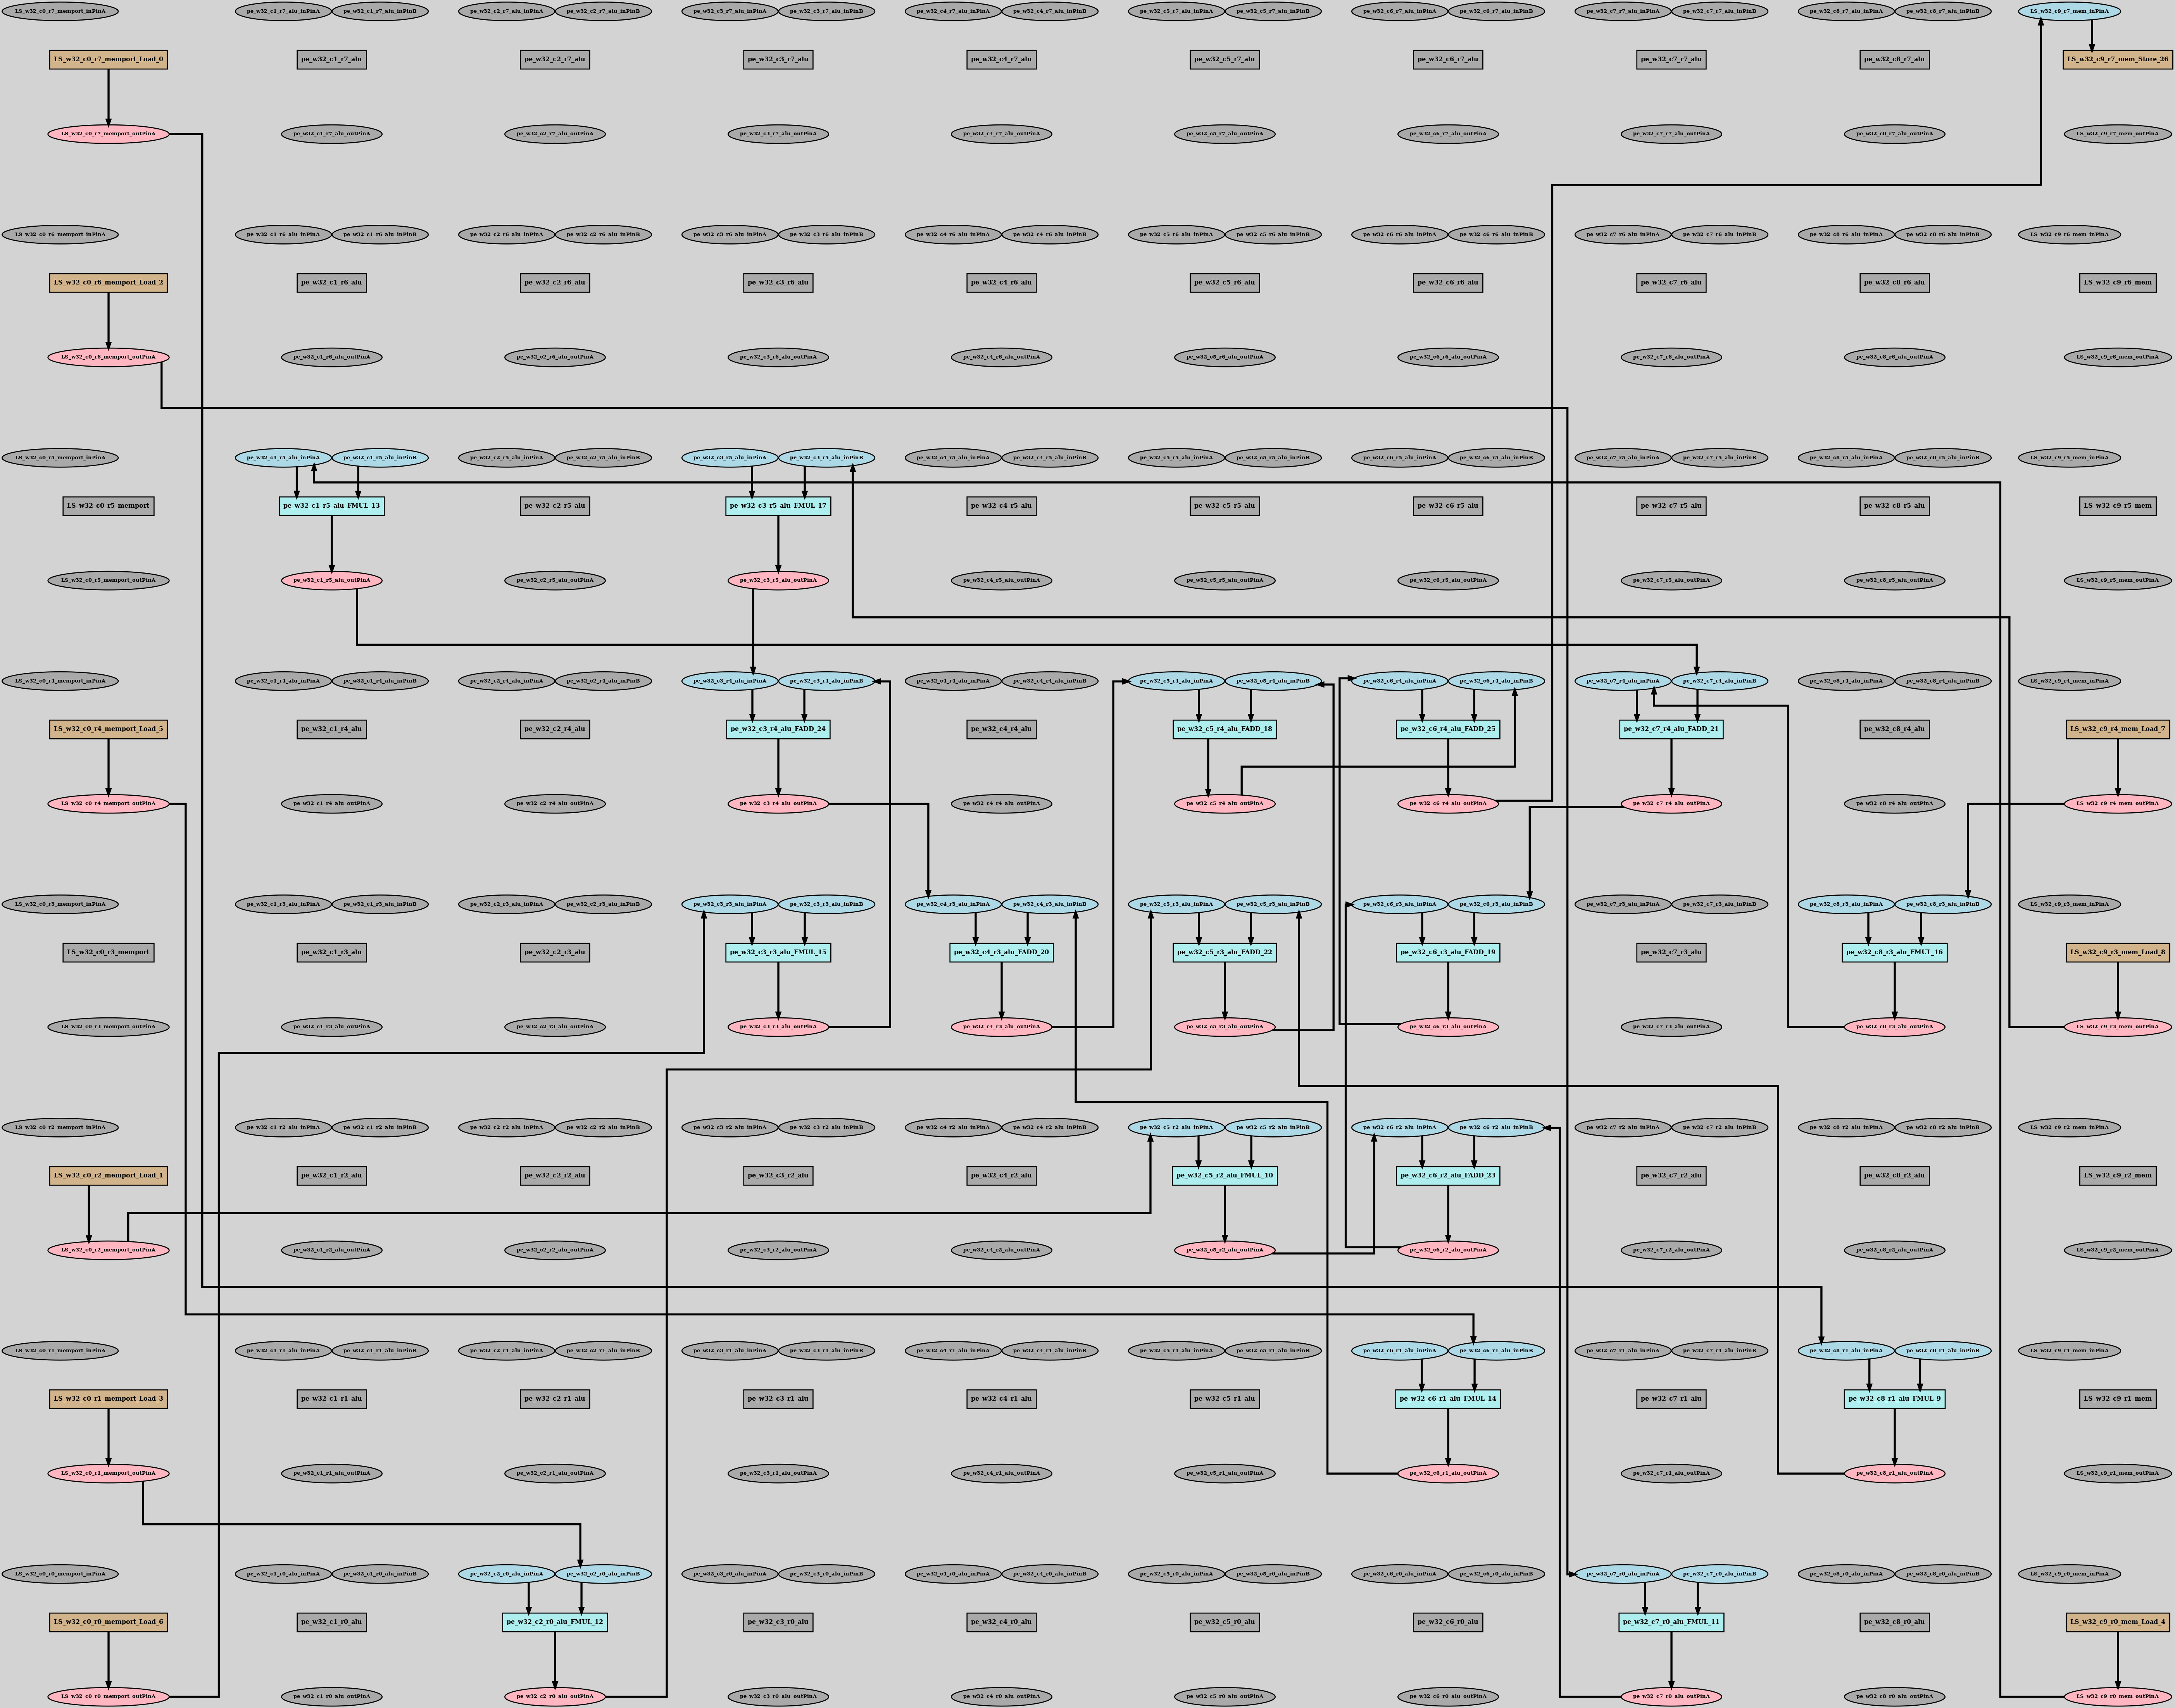 LS_w32_c0_r7_memport_inPinA pe_w32_c1_r7_alu_inPinA pe_w32_c1_r7_alu_inPinB pe_w32_c2_r7_alu_inPinA pe_w32_c2_r7_alu_inPinB pe_w32_c3_r7_alu_inPinA pe_w32_c3_r7_alu_inPinB pe_w32_c4_r7_alu_inPinA pe_w32_c4_r7_alu_inPinB pe_w32_c5_r7_alu_inPinA pe_w32_c5_r7_alu_inPinB pe_w32_c6_r7_alu_inPinA pe_w32_c6_r7_alu_inPinB pe_w32_c7_r7_alu_inPinA pe_w32_c7_r7_alu_inPinB pe_w32_c8_r7_alu_inPinA pe_w32_c8_r7_alu_inPinB LS_w32_c9_r7_mem_inPinA
LS_w32_c0_r7_memport_Load_0 pe_w32_c1_r7_alu pe_w32_c2_r7_alu pe_w32_c3_r7_alu pe_w32_c4_r7_alu pe_w32_c5_r7_alu pe_w32_c6_r7_alu pe_w32_c7_r7_alu pe_w32_c8_r7_alu LS_w32_c9_r7_mem_Store_26
LS_w32_c0_r7_memport_outPinA pe_w32_c1_r7_alu_outPinA pe_w32_c2_r7_alu_outPinA pe_w32_c3_r7_alu_outPinA pe_w32_c4_r7_alu_outPinA pe_w32_c5_r7_alu_outPinA pe_w32_c6_r7_alu_outPinA pe_w32_c7_r7_alu_outPinA pe_w32_c8_r7_alu_outPinA LS_w32_c9_r7_mem_outPinA
LS_w32_c0_r6_memport_inPinA pe_w32_c1_r6_alu_inPinA pe_w32_c1_r6_alu_inPinB pe_w32_c2_r6_alu_inPinA pe_w32_c2_r6_alu_inPinB pe_w32_c3_r6_alu_inPinA pe_w32_c3_r6_alu_inPinB pe_w32_c4_r6_alu_inPinA pe_w32_c4_r6_alu_inPinB pe_w32_c5_r6_alu_inPinA pe_w32_c5_r6_alu_inPinB pe_w32_c6_r6_alu_inPinA pe_w32_c6_r6_alu_inPinB pe_w32_c7_r6_alu_inPinA pe_w32_c7_r6_alu_inPinB pe_w32_c8_r6_alu_inPinA pe_w32_c8_r6_alu_inPinB LS_w32_c9_r6_mem_inPinA
LS_w32_c0_r6_memport_Load_2 pe_w32_c1_r6_alu pe_w32_c2_r6_alu pe_w32_c3_r6_alu pe_w32_c4_r6_alu pe_w32_c5_r6_alu pe_w32_c6_r6_alu pe_w32_c7_r6_alu pe_w32_c8_r6_alu LS_w32_c9_r6_mem
LS_w32_c0_r6_memport_outPinA pe_w32_c1_r6_alu_outPinA pe_w32_c2_r6_alu_outPinA pe_w32_c3_r6_alu_outPinA pe_w32_c4_r6_alu_outPinA pe_w32_c5_r6_alu_outPinA pe_w32_c6_r6_alu_outPinA pe_w32_c7_r6_alu_outPinA pe_w32_c8_r6_alu_outPinA LS_w32_c9_r6_mem_outPinA
LS_w32_c0_r5_memport_inPinA pe_w32_c1_r5_alu_inPinA pe_w32_c1_r5_alu_inPinB pe_w32_c2_r5_alu_inPinA pe_w32_c2_r5_alu_inPinB pe_w32_c3_r5_alu_inPinA pe_w32_c3_r5_alu_inPinB pe_w32_c4_r5_alu_inPinA pe_w32_c4_r5_alu_inPinB pe_w32_c5_r5_alu_inPinA pe_w32_c5_r5_alu_inPinB pe_w32_c6_r5_alu_inPinA pe_w32_c6_r5_alu_inPinB pe_w32_c7_r5_alu_inPinA pe_w32_c7_r5_alu_inPinB pe_w32_c8_r5_alu_inPinA pe_w32_c8_r5_alu_inPinB LS_w32_c9_r5_mem_inPinA
LS_w32_c0_r5_memport pe_w32_c1_r5_alu_FMUL_13 pe_w32_c2_r5_alu pe_w32_c3_r5_alu_FMUL_17 pe_w32_c4_r5_alu pe_w32_c5_r5_alu pe_w32_c6_r5_alu pe_w32_c7_r5_alu pe_w32_c8_r5_alu LS_w32_c9_r5_mem
LS_w32_c0_r5_memport_outPinA pe_w32_c1_r5_alu_outPinA pe_w32_c2_r5_alu_outPinA pe_w32_c3_r5_alu_outPinA pe_w32_c4_r5_alu_outPinA pe_w32_c5_r5_alu_outPinA pe_w32_c6_r5_alu_outPinA pe_w32_c7_r5_alu_outPinA pe_w32_c8_r5_alu_outPinA LS_w32_c9_r5_mem_outPinA
LS_w32_c0_r4_memport_inPinA pe_w32_c1_r4_alu_inPinA pe_w32_c1_r4_alu_inPinB pe_w32_c2_r4_alu_inPinA pe_w32_c2_r4_alu_inPinB pe_w32_c3_r4_alu_inPinA pe_w32_c3_r4_alu_inPinB pe_w32_c4_r4_alu_inPinA pe_w32_c4_r4_alu_inPinB pe_w32_c5_r4_alu_inPinA pe_w32_c5_r4_alu_inPinB pe_w32_c6_r4_alu_inPinA pe_w32_c6_r4_alu_inPinB pe_w32_c7_r4_alu_inPinA pe_w32_c7_r4_alu_inPinB pe_w32_c8_r4_alu_inPinA pe_w32_c8_r4_alu_inPinB LS_w32_c9_r4_mem_inPinA
LS_w32_c0_r4_memport_Load_5 pe_w32_c1_r4_alu pe_w32_c2_r4_alu pe_w32_c3_r4_alu_FADD_24 pe_w32_c4_r4_alu pe_w32_c5_r4_alu_FADD_18 pe_w32_c6_r4_alu_FADD_25 pe_w32_c7_r4_alu_FADD_21 pe_w32_c8_r4_alu LS_w32_c9_r4_mem_Load_7
LS_w32_c0_r4_memport_outPinA pe_w32_c1_r4_alu_outPinA pe_w32_c2_r4_alu_outPinA pe_w32_c3_r4_alu_outPinA pe_w32_c4_r4_alu_outPinA pe_w32_c5_r4_alu_outPinA pe_w32_c6_r4_alu_outPinA pe_w32_c7_r4_alu_outPinA pe_w32_c8_r4_alu_outPinA LS_w32_c9_r4_mem_outPinA
LS_w32_c0_r3_memport_inPinA pe_w32_c1_r3_alu_inPinA pe_w32_c1_r3_alu_inPinB pe_w32_c2_r3_alu_inPinA pe_w32_c2_r3_alu_inPinB pe_w32_c3_r3_alu_inPinA pe_w32_c3_r3_alu_inPinB pe_w32_c4_r3_alu_inPinA pe_w32_c4_r3_alu_inPinB pe_w32_c5_r3_alu_inPinA pe_w32_c5_r3_alu_inPinB pe_w32_c6_r3_alu_inPinA pe_w32_c6_r3_alu_inPinB pe_w32_c7_r3_alu_inPinA pe_w32_c7_r3_alu_inPinB pe_w32_c8_r3_alu_inPinA pe_w32_c8_r3_alu_inPinB LS_w32_c9_r3_mem_inPinA
LS_w32_c0_r3_memport pe_w32_c1_r3_alu pe_w32_c2_r3_alu pe_w32_c3_r3_alu_FMUL_15 pe_w32_c4_r3_alu_FADD_20 pe_w32_c5_r3_alu_FADD_22 pe_w32_c6_r3_alu_FADD_19 pe_w32_c7_r3_alu pe_w32_c8_r3_alu_FMUL_16 LS_w32_c9_r3_mem_Load_8
LS_w32_c0_r3_memport_outPinA pe_w32_c1_r3_alu_outPinA pe_w32_c2_r3_alu_outPinA pe_w32_c3_r3_alu_outPinA pe_w32_c4_r3_alu_outPinA pe_w32_c5_r3_alu_outPinA pe_w32_c6_r3_alu_outPinA pe_w32_c7_r3_alu_outPinA pe_w32_c8_r3_alu_outPinA LS_w32_c9_r3_mem_outPinA
LS_w32_c0_r2_memport_inPinA pe_w32_c1_r2_alu_inPinA pe_w32_c1_r2_alu_inPinB pe_w32_c2_r2_alu_inPinA pe_w32_c2_r2_alu_inPinB pe_w32_c3_r2_alu_inPinA pe_w32_c3_r2_alu_inPinB pe_w32_c4_r2_alu_inPinA pe_w32_c4_r2_alu_inPinB pe_w32_c5_r2_alu_inPinA pe_w32_c5_r2_alu_inPinB pe_w32_c6_r2_alu_inPinA pe_w32_c6_r2_alu_inPinB pe_w32_c7_r2_alu_inPinA pe_w32_c7_r2_alu_inPinB pe_w32_c8_r2_alu_inPinA pe_w32_c8_r2_alu_inPinB LS_w32_c9_r2_mem_inPinA
LS_w32_c0_r2_memport_Load_1 pe_w32_c1_r2_alu pe_w32_c2_r2_alu pe_w32_c3_r2_alu pe_w32_c4_r2_alu pe_w32_c5_r2_alu_FMUL_10 pe_w32_c6_r2_alu_FADD_23 pe_w32_c7_r2_alu pe_w32_c8_r2_alu LS_w32_c9_r2_mem
LS_w32_c0_r2_memport_outPinA pe_w32_c1_r2_alu_outPinA pe_w32_c2_r2_alu_outPinA pe_w32_c3_r2_alu_outPinA pe_w32_c4_r2_alu_outPinA pe_w32_c5_r2_alu_outPinA pe_w32_c6_r2_alu_outPinA pe_w32_c7_r2_alu_outPinA pe_w32_c8_r2_alu_outPinA LS_w32_c9_r2_mem_outPinA
LS_w32_c0_r1_memport_inPinA pe_w32_c1_r1_alu_inPinA pe_w32_c1_r1_alu_inPinB pe_w32_c2_r1_alu_inPinA pe_w32_c2_r1_alu_inPinB pe_w32_c3_r1_alu_inPinA pe_w32_c3_r1_alu_inPinB pe_w32_c4_r1_alu_inPinA pe_w32_c4_r1_alu_inPinB pe_w32_c5_r1_alu_inPinA pe_w32_c5_r1_alu_inPinB pe_w32_c6_r1_alu_inPinA pe_w32_c6_r1_alu_inPinB pe_w32_c7_r1_alu_inPinA pe_w32_c7_r1_alu_inPinB pe_w32_c8_r1_alu_inPinA pe_w32_c8_r1_alu_inPinB LS_w32_c9_r1_mem_inPinA
LS_w32_c0_r1_memport_Load_3 pe_w32_c1_r1_alu pe_w32_c2_r1_alu pe_w32_c3_r1_alu pe_w32_c4_r1_alu pe_w32_c5_r1_alu pe_w32_c6_r1_alu_FMUL_14 pe_w32_c7_r1_alu pe_w32_c8_r1_alu_FMUL_9 LS_w32_c9_r1_mem
LS_w32_c0_r1_memport_outPinA pe_w32_c1_r1_alu_outPinA pe_w32_c2_r1_alu_outPinA pe_w32_c3_r1_alu_outPinA pe_w32_c4_r1_alu_outPinA pe_w32_c5_r1_alu_outPinA pe_w32_c6_r1_alu_outPinA pe_w32_c7_r1_alu_outPinA pe_w32_c8_r1_alu_outPinA LS_w32_c9_r1_mem_outPinA
LS_w32_c0_r0_memport_inPinA pe_w32_c1_r0_alu_inPinA pe_w32_c1_r0_alu_inPinB pe_w32_c2_r0_alu_inPinA pe_w32_c2_r0_alu_inPinB pe_w32_c3_r0_alu_inPinA pe_w32_c3_r0_alu_inPinB pe_w32_c4_r0_alu_inPinA pe_w32_c4_r0_alu_inPinB pe_w32_c5_r0_alu_inPinA pe_w32_c5_r0_alu_inPinB pe_w32_c6_r0_alu_inPinA pe_w32_c6_r0_alu_inPinB pe_w32_c7_r0_alu_inPinA pe_w32_c7_r0_alu_inPinB pe_w32_c8_r0_alu_inPinA pe_w32_c8_r0_alu_inPinB LS_w32_c9_r0_mem_inPinA
LS_w32_c0_r0_memport_Load_6 pe_w32_c1_r0_alu pe_w32_c2_r0_alu_FMUL_12 pe_w32_c3_r0_alu pe_w32_c4_r0_alu pe_w32_c5_r0_alu pe_w32_c6_r0_alu pe_w32_c7_r0_alu_FMUL_11 pe_w32_c8_r0_alu LS_w32_c9_r0_mem_Load_4
LS_w32_c0_r0_memport_outPinA pe_w32_c1_r0_alu_outPinA pe_w32_c2_r0_alu_outPinA pe_w32_c3_r0_alu_outPinA pe_w32_c4_r0_alu_outPinA pe_w32_c5_r0_alu_outPinA pe_w32_c6_r0_alu_outPinA pe_w32_c7_r0_alu_outPinA pe_w32_c8_r0_alu_outPinA LS_w32_c9_r0_mem_outPinA